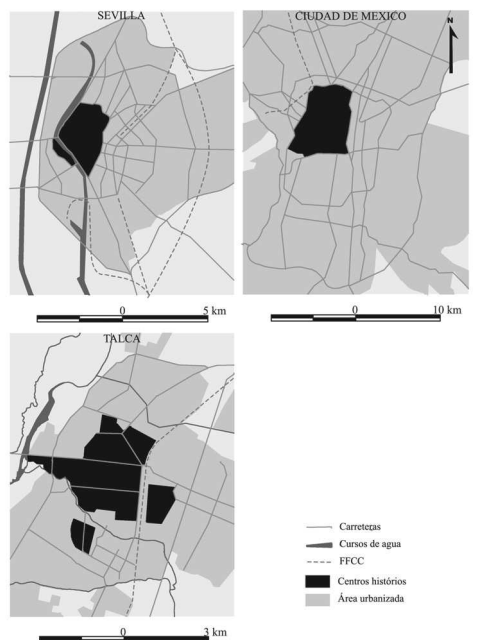 SEVILLA
CIUDAD DE MEXICO
N
0 5 km
0 10 km
TALCA
Carreteras
Cursos de agua
FFCC
Centros histórios
Área urbanizada
0 3 km